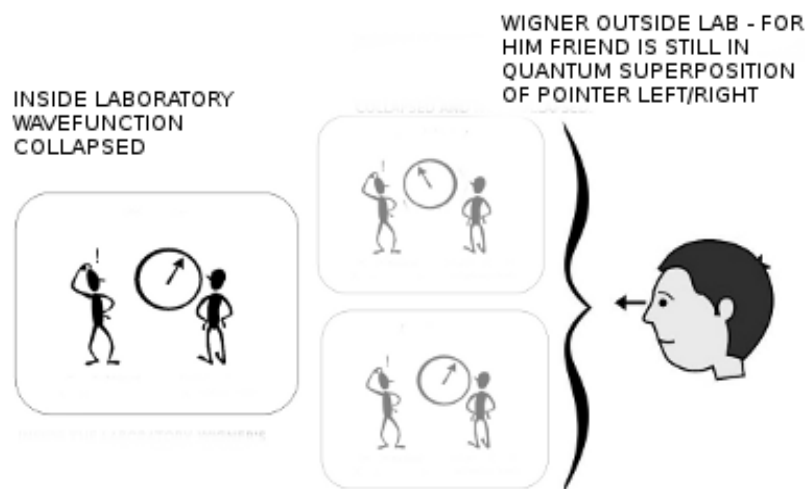 INSIDE LABORATORY
WAVEFUNCTION
COLLAPSED
WIGNER OUTSIDE LAB - FOR
HIM FRIEND IS STILL IN
QUANTUM SUPERPOSITION
OF POINTER LEFT/RIGHT
!
!
!